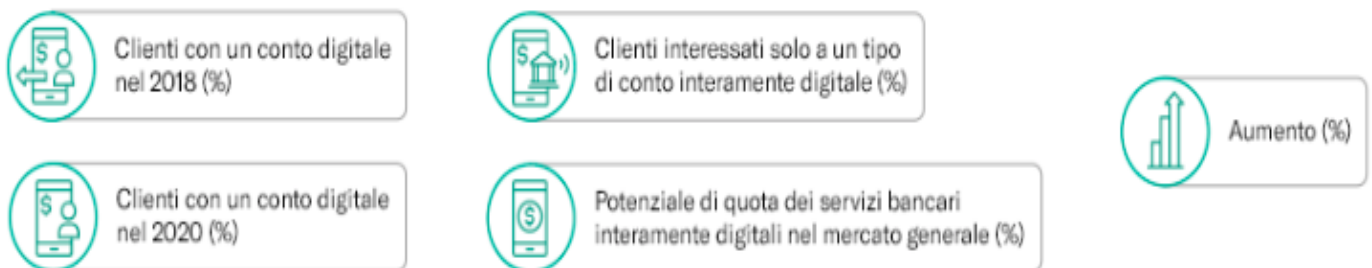 Clienti con un conto digitale
nel 2018 (%)
Clienti interessati solo a un tipo
di conto interamente digitale (%)
Aumento (%)
Clienti con un conto digitale
nel 2020 (%)
Potenziale di quota dei servizi bancari
interamente digitali nel mercato generale (%)